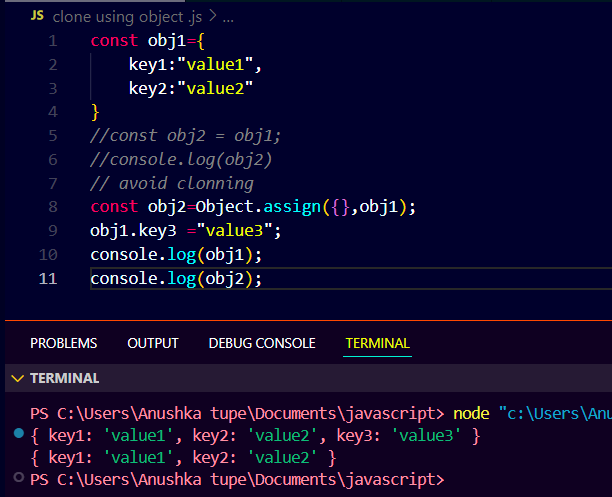 JS clone using object .js > ...
1 const obj1={
2 key1:"value1",
3 key2:"value2"
4 }
5 //const obj2 = obj1;
6 //console.log(obj2)
7 // avoid clonning
8 const obj2=Object.assign({},obj1);
9 obj1.key3 ="value3";
10 console.log(obj1);
11 console.log(obj2);
PROBLEMS OUTPUT DEBUG CONSOLE TERMINAL
TERMINAL
PS C:\Users\Anushka tupe\Documents\javascript> node "c:\Users\Anu
{ key1: 'value1', key2: 'value2', key3: 'value3' }
{ key1: 'value1', key2: 'value2' }
PS C:\Users\Anushka tupe\Documents\javascript>